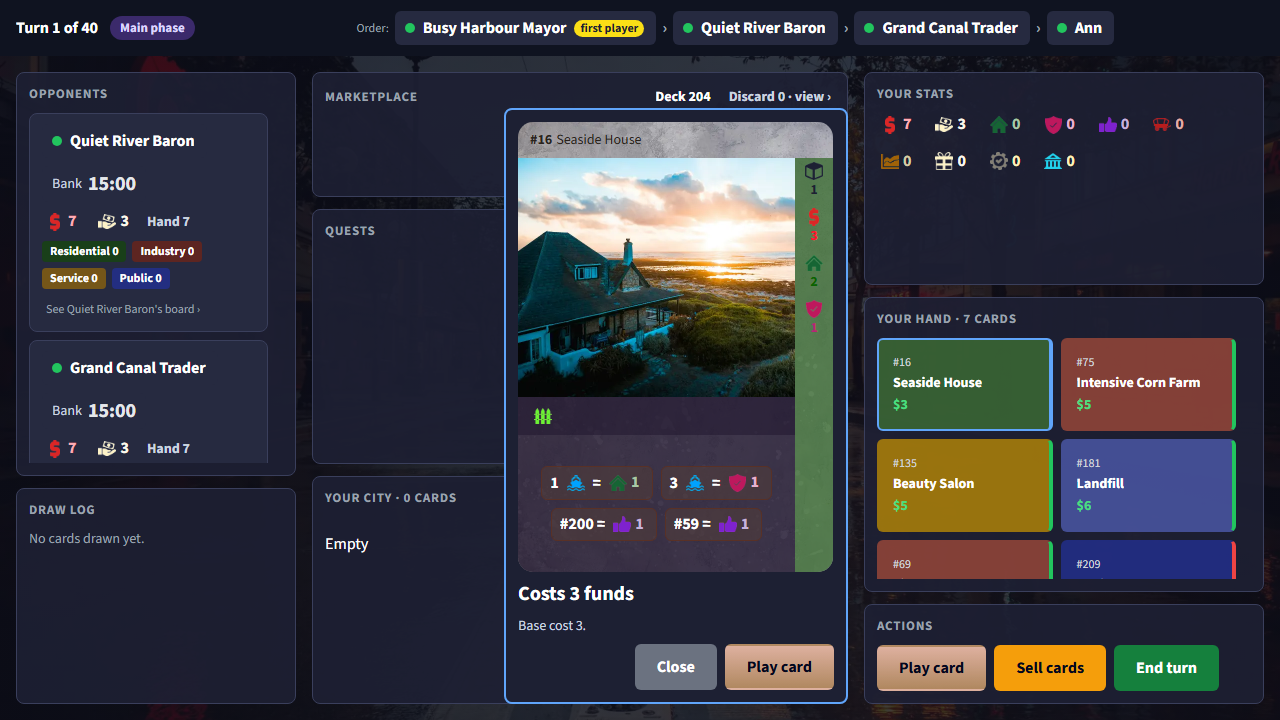 Turn 1 of 40 Main phase
Order: Busy Harbour Mayor first player › Quiet River Baron › Grand Canal Trader › Ann
OPPONENTS
Quiet River Baron
Bank 15:00
$ 7 3 Hand 7
Residential 0 Industry 0
Service 0 Public 0
See Quiet River Baron's board ›
Grand Canal Trader
Bank 15:00
$ 7 3 Hand 7
DRAW LOG
No cards drawn yet.
MARKETPLACE
Deck 204 Discard 0 · view ›
QUESTS
YOUR CITY · 0 CARDS
Empty
#16 Seaside House
1
$
3
2
1
1 = 1 3 = 1
#200 = 1 #59 = 1
Costs 3 funds
Base cost 3.
Close Play card
YOUR STATS
$ 7 3 0 0 0 0
0 0 0 0
YOUR HAND · 7 CARDS
#16
Seaside House
$3
#75
Intensive Corn Farm
$5
#135
Beauty Salon
$5
#181
Landfill
$6
#69
#209
ACTIONS
Play card Sell cards End turn